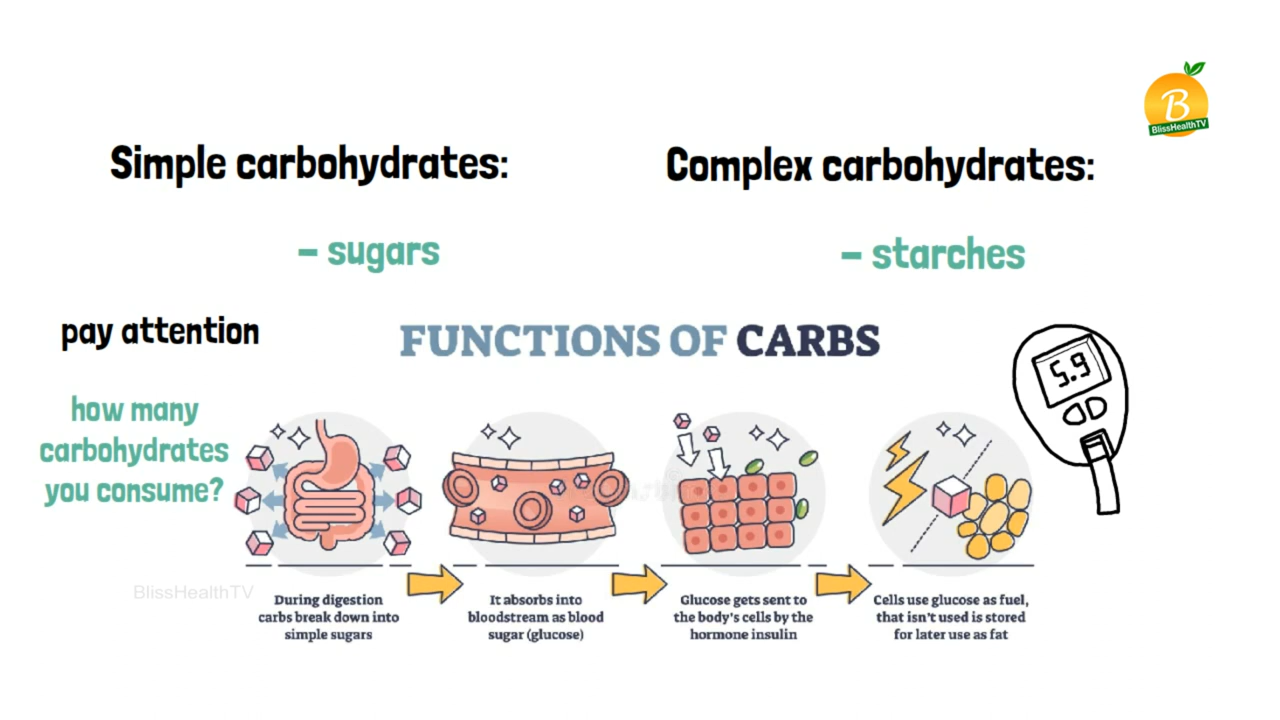 B
BlissHealthTV
Simple carbohydrates:
Complex carbohydrates:
- sugars
- starches
pay attention
FUNCTIONS OF CARBS
5.9
how many
carbohydrates
you consume?
BlissHealthTV
During digestion
carbs break down into
simple sugars
It absorbs into
bloodstream as blood
sugar (glucose)
Glucose gets sent to
the body's cells by the
hormone insulin
Cells use glucose as fuel,
that isn't used is stored
for later use as fat